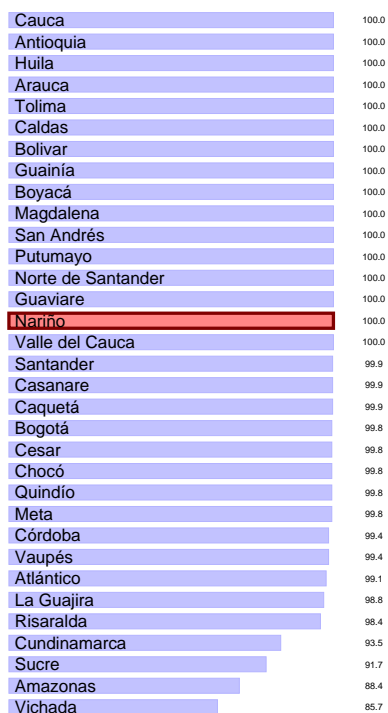 Cauca 100.0
Antioquia 100.0
Huila 100.0
Arauca 100.0
Tolima 100.0
Caldas 100.0
Bolivar 100.0
Guainía 100.0
Boyacá 100.0
Magdalena 100.0
San Andrés 100.0
Putumayo 100.0
Norte de Santander 100.0
Guaviare 100.0
Nariño 100.0
Valle del Cauca 100.0
Santander 99.9
Casanare 99.9
Caquetá 99.9
Bogotá 99.8
Cesar 99.8
Chocó 99.8
Quindío 99.8
Meta 99.8
Córdoba 99.4
Vaupés 99.4
Atlántico 99.1
La Guajira 98.8
Risaralda 98.4
Cundinamarca 93.5
Sucre 91.7
Amazonas 88.4
Vichada 85.7